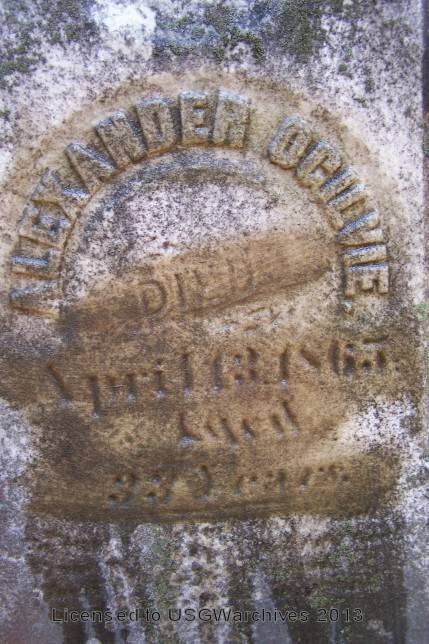 ALEXANDER OGILVIE,
DIED
April 13, 1865.
Aged
Years.
Licensed to USGWarchives 2013